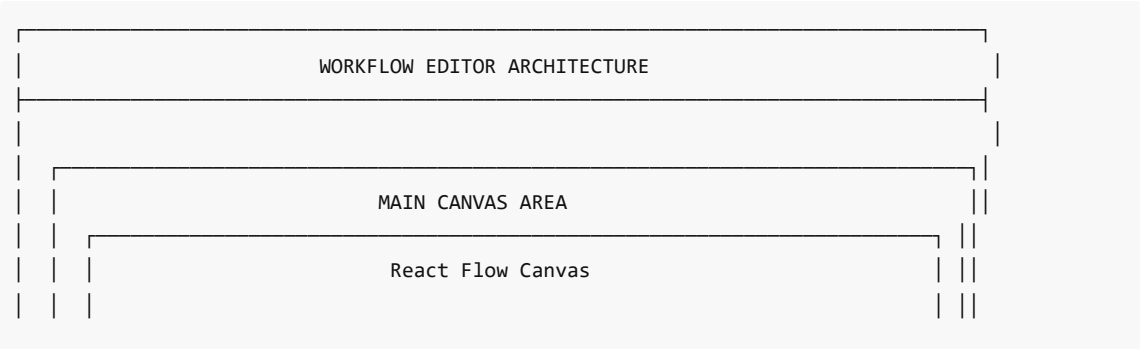 WORKFLOW EDITOR ARCHITECTURE
MAIN CANVAS AREA
React Flow Canvas